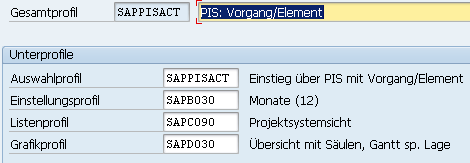 Gesamtprofil SAPPISACT PIS: Vorgang/Element
Unterprofile
Auswahlprofil SAPPISACT Einstieg über PIS mit Vorgang/Element
Einstellungsprofil SAPB030 Monate (12)
Listenprofil SAPC090 Projektsystemsicht
Grafikprofil SAPD030 Übersicht mit Säulen, Gantt sp. Lage